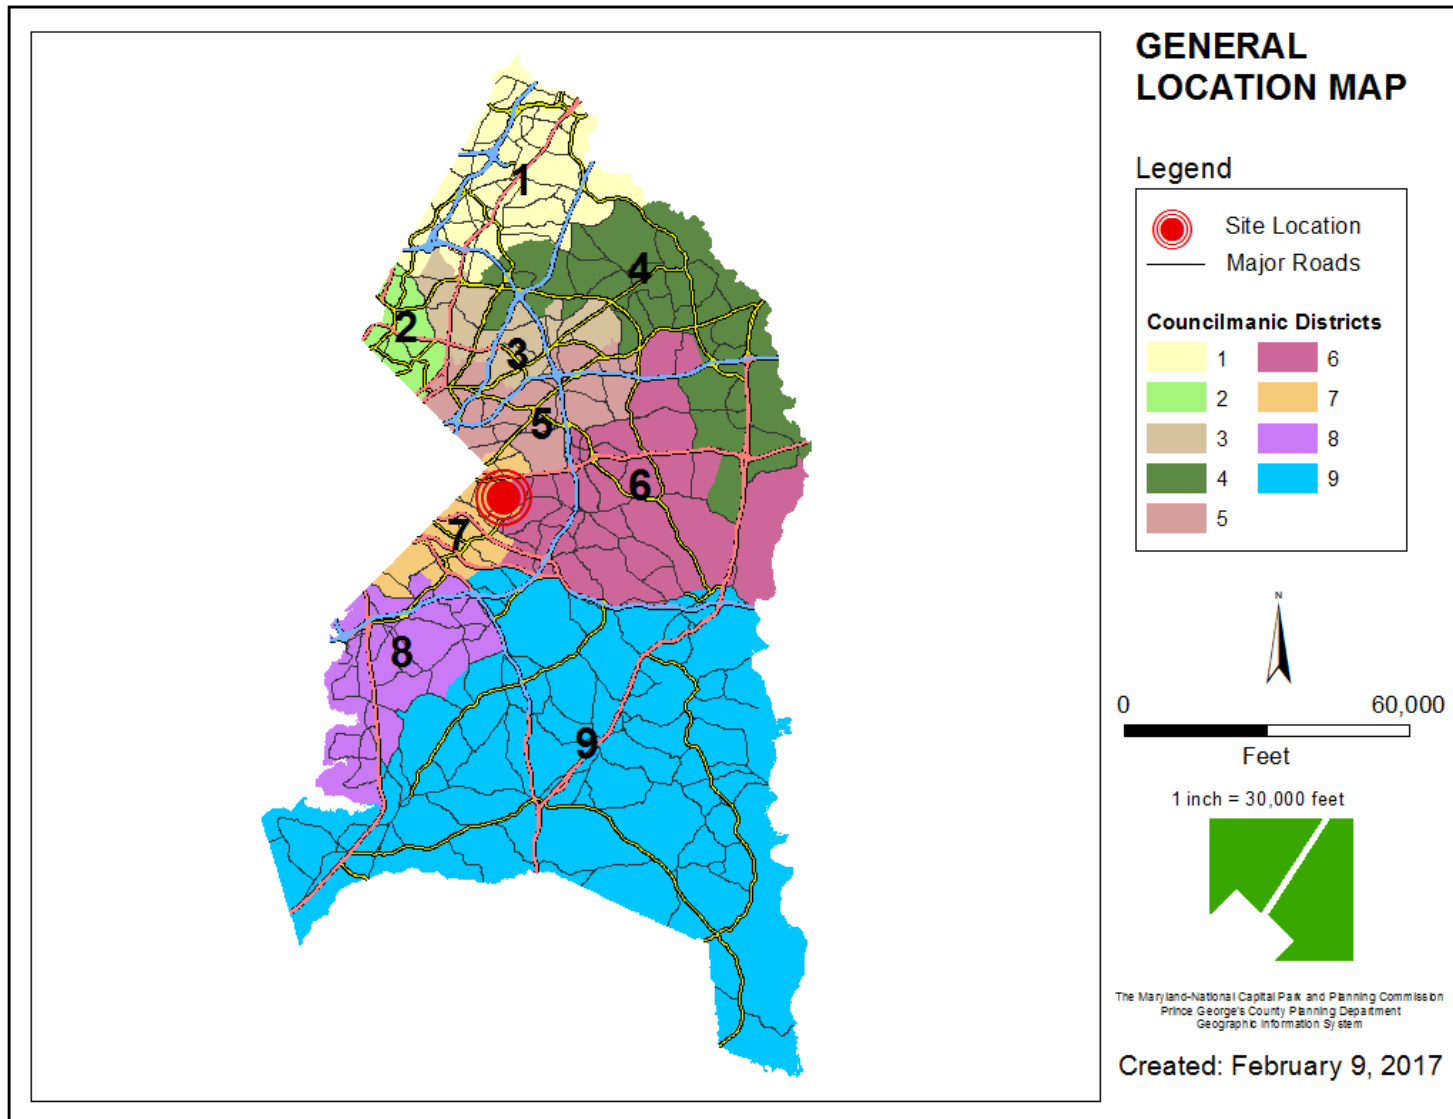 GENERAL
LOCATION MAP
Legend
Site Location
Major Roads
Councilmanic Districts
1 6
2 7
3 8
4 9
5
1
4
2
3
5
6
7
8
9
N
0 60,000
Feet
1 inch = 30,000 feet
The Maryland-National Capital Park and Planning Commission
Prince George's County Planning Department
Geographic Information System
Created: February 9, 2017